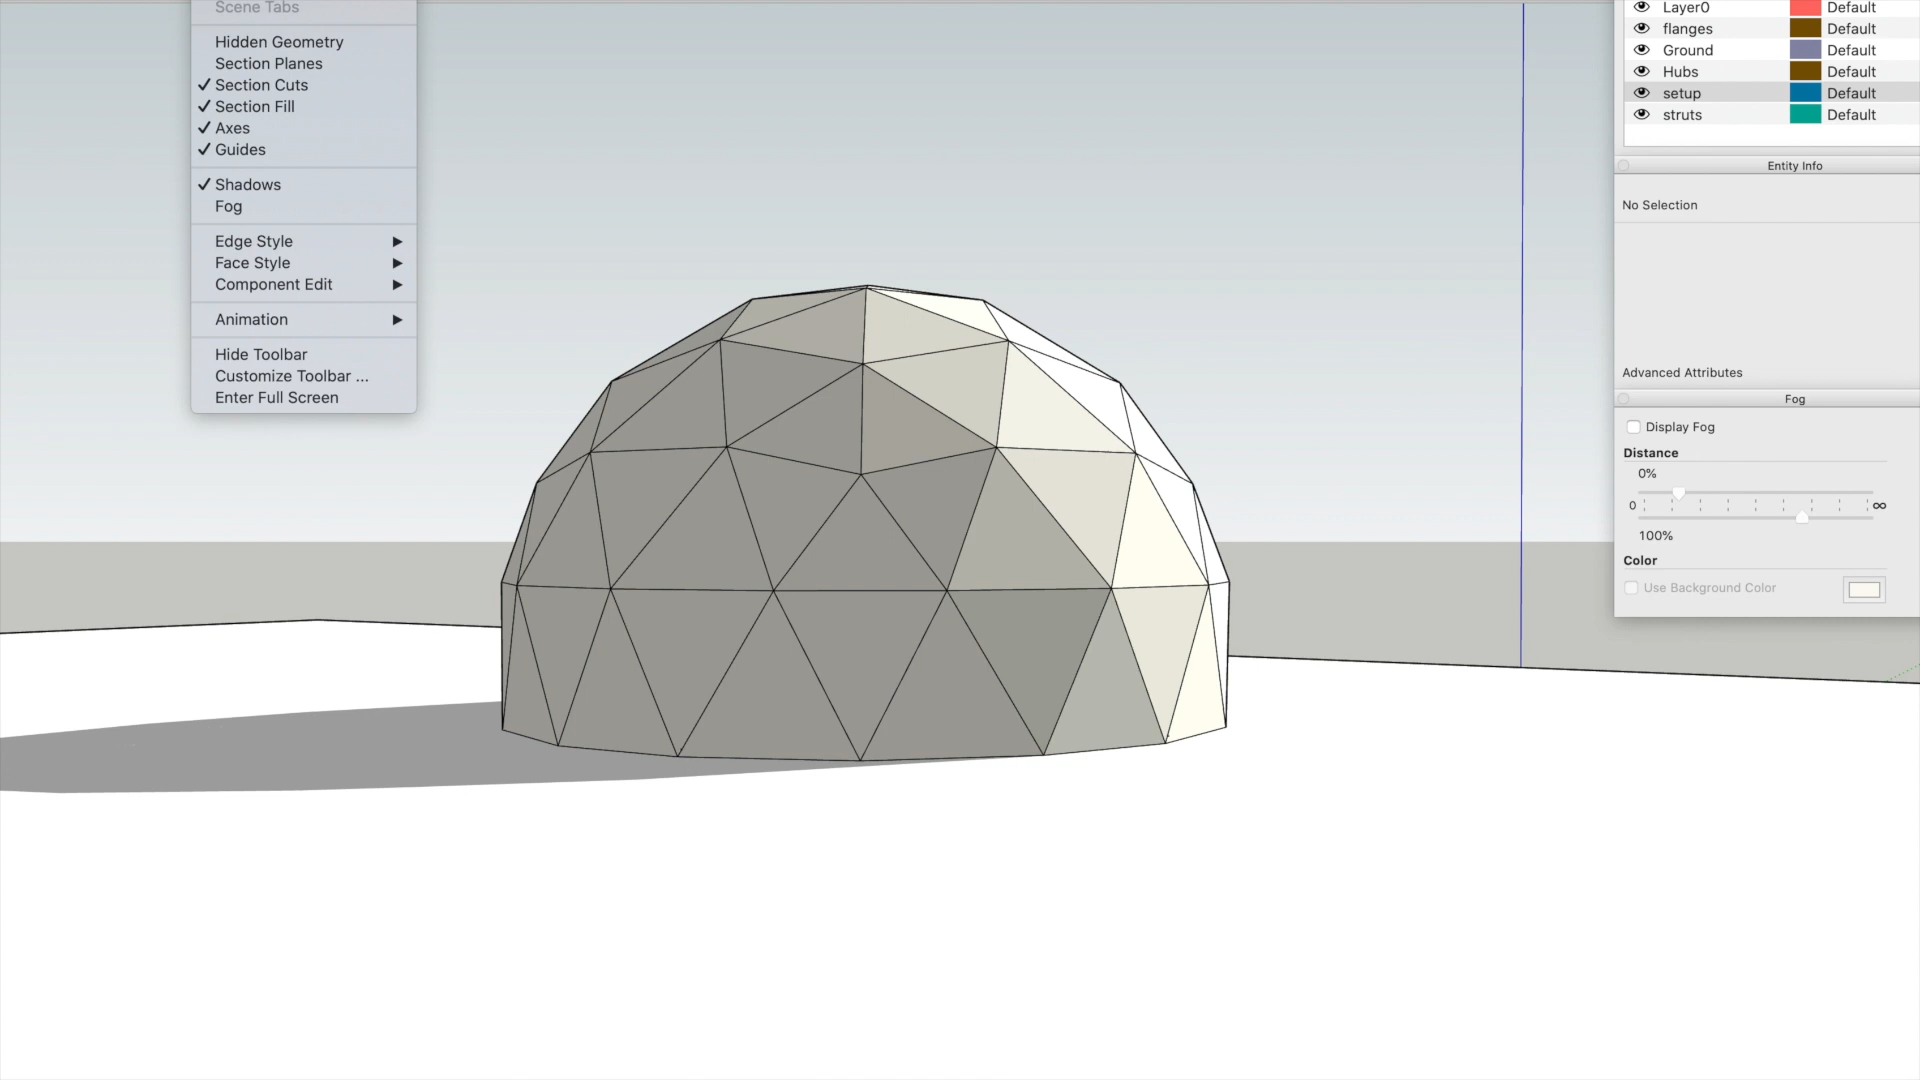 Scene Tabs
Hidden Geometry
Section Planes
✓ Section Cuts
✓ Section Fill
✓ Axes
✓ Guides
✓ Shadows
Fog
Edge Style
Face Style
Component Edit
Animation
Hide Toolbar
Customize Toolbar ...
Enter Full Screen
Layer0 Default
flanges Default
Ground Default
Hubs Default
setup Default
struts Default
Entity Info
No Selection
Advanced Attributes
Fog
Display Fog
Distance
0%
0 ∞
100%
Color
Use Background Color